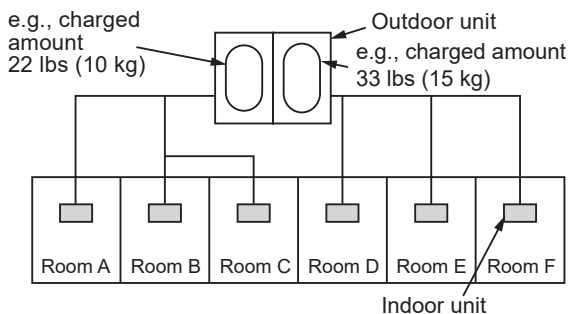 e.g., charged
amount
22 lbs (10 kg)
Outdoor unit
e.g., charged amount
33 lbs (15 kg)
Room A
Room B
Room C
Room D
Room E
Room F
Indoor unit